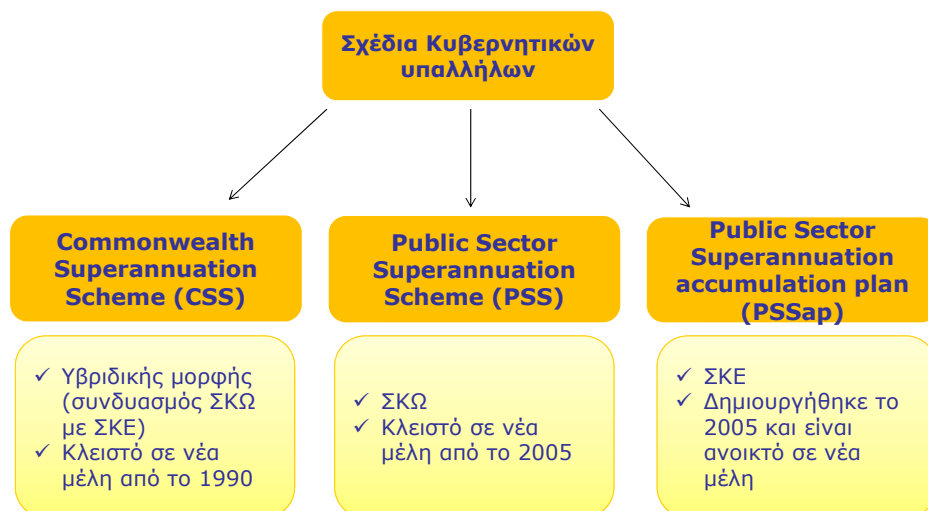 Σχέδια Κυβερνητικών
υπαλλήλων
Commonwealth
Superannuation
Scheme (CSS)
Public Sector
Superannuation
Scheme (PSS)
Public Sector
Superannuation
accumulation plan
(PSSap)
✓ Υβριδικής μορφής
(συνδυασμός ΣΚΩ
με ΣΚΕ)
✓ Κλειστό σε νέα
μέλη από το 1990
✓ ΣΚΩ
✓ Κλειστό σε νέα
μέλη από το 2005
✓ ΣΚΕ
✓ Δημιουργήθηκε το
2005 και είναι
ανοικτό σε νέα
μέλη